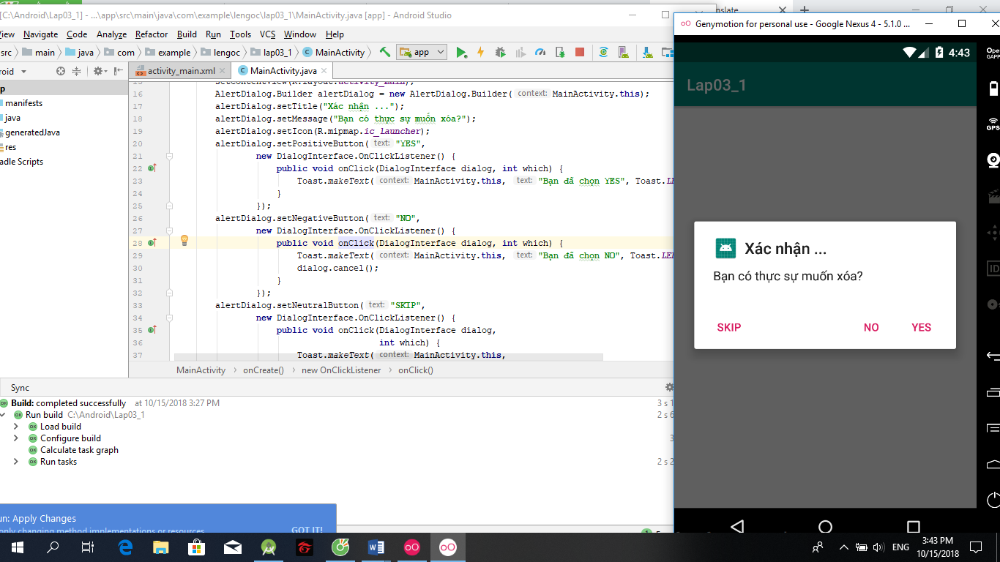 [C:\Android\Lap03_1] - ...\app\src\main\java\com\example\lengoc\lap03_1\MainActivity.java [app] - Android Studio
Navigate Code Analyze Refactor Build Run Tools VCS Window Help
src main java com example lengoc lap03_1 MainActivity app
activity_main.xml MainActivity.java
manifests
java
generatedJava
res
adle Scripts
15 setContentView(R.layout.activity_main);
16 AlertDialog.Builder alertDialog = new AlertDialog.Builder( context: MainActivity.this);
17 alertDialog.setTitle("Xác nhận ...");
18 alertDialog.setMessage("Bạn có thực sự muốn xóa?");
19 alertDialog.setIcon(R.mipmap.ic_launcher);
20 alertDialog.setPositiveButton( text: "YES",
21 new DialogInterface.OnClickListener() {
22 public void onClick(DialogInterface dialog, int which) {
23 Toast.makeText( context: MainActivity.this, text: "Bạn đã chọn YES", Toast.LE
24 }
25 });
26 alertDialog.setNegativeButton( text: "NO",
27 new DialogInterface.OnClickListener() {
28 public void onClick(DialogInterface dialog, int which) {
29 Toast.makeText( context: MainActivity.this, text: "Bạn đã chọn NO", Toast.LEN
30 dialog.cancel();
31 }
32 });
33 alertDialog.setNeutralButton( text: "SKIP",
34 new DialogInterface.OnClickListener() {
35 public void onClick(DialogInterface dialog,
36 int which) {
37 Toast.makeText( context: MainActivity.this,
MainActivity onCreate() new OnClickListener onClick()
Sync
Build: completed successfully at 10/15/2018 3:27 PM 3 s 1
Run build C:\Android\Lap03_1 2 s 6
Load build
Configure build 3
Calculate task graph
Run tasks 2 s 2
un: Apply Changes
only changing method implementations or resources
GOT IT!
nslate
Genymotion for personal use - Google Nexus 4 - 5.1.0 ...
4:43
Lap03_1
Xác nhận ...
Bạn có thực sự muốn xóa?
SKIP NO YES
Ope
GAPP
GPS
ID
ENG
3:43 PM
10/15/2018